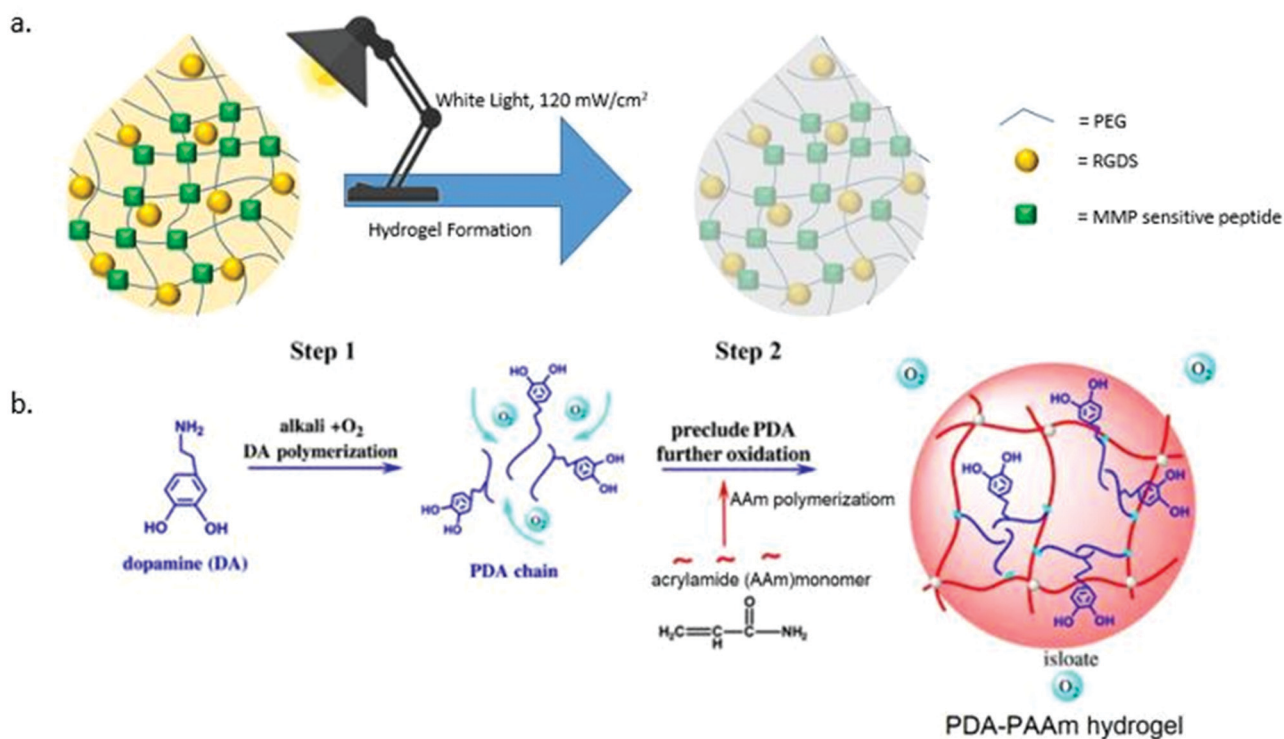 a.
White Light, 120 mW/cm²
Hydrogel Formation
= PEG
= RGDS
= MMP sensitive peptide
b.
Step 1
Step 2
NH₂
HO
OH
dopamine (DA)
alkali +O₂
DA polymerization
HO
OH
O₂
O₂
HO
HO
OH
OH
O₂
PDA chain
preclude PDA
further oxidation
AAm polymerizatiom
acrylamide (AAm)monomer
O
H₂C=C—C—NH₂
H
O₂
O₂
OH
HO
OH
HO
OH
OH
HO
OH
isloate
O₂
PDA-PAAm hydrogel